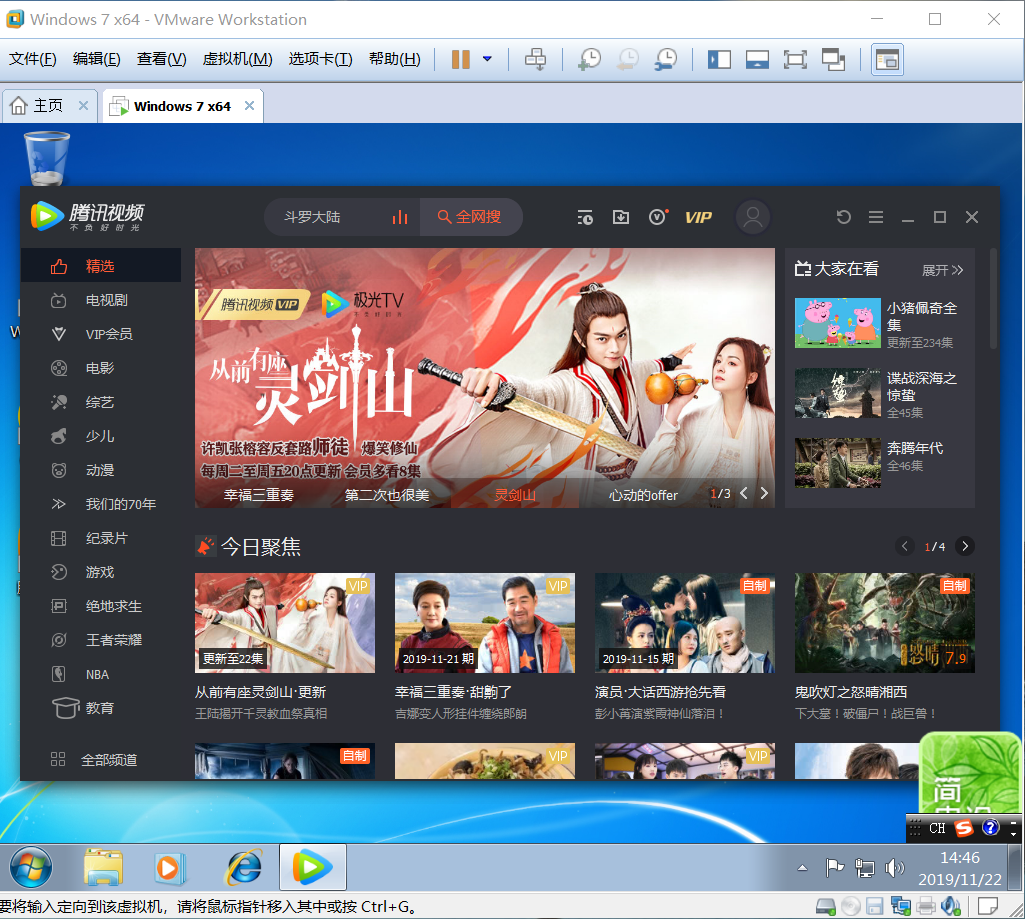 Windows 7 x64 - VMware Workstation
文件(F) 编辑(E) 查看(V) 虚拟机(M) 选项卡(T) 帮助(H)
主页 Windows 7 x64
腾讯视频
不负好时光
斗罗大陆
全网搜
VIP
精选
电视剧
VIP会员
电影
综艺
少儿
动漫
我们的70年
纪录片
游戏
绝地求生
王者荣耀
NBA
教育
全部频道
腾讯视频VIP
极光TV
从前有座
灵剑山
许凯张榕容反套路师徒 爆笑修仙
每周二至周五20点更新 会员多看8集
幸福三重奏 第二次也很美 灵剑山 心动的offer 1/3
大家在看 展开
小猪佩奇全
集
更新至234集
谍战深海之
惊蛰
全45集
奔腾年代
全46集
今日聚焦 1/4
VIP
更新至22集
从前有座灵剑山·更新
王陆揭开千灵教血祭真相
VIP
2019-11-21 期
幸福三重奏·甜齁了
吉娜变人形挂件缠绕郎朗
自制
2019-11-15 期
演员·大话西游抢先看
彭小苒演紫霞神仙落泪！
自制
怒晴
7.9
鬼吹灯之怒晴湘西
下大墓！破僵尸！战巨兽！
自制
VIP
VIP
简
CH
14:46
2019/11/22
要将输入定向到该虚拟机，请将鼠标指针移入其中或按 Ctrl+G。